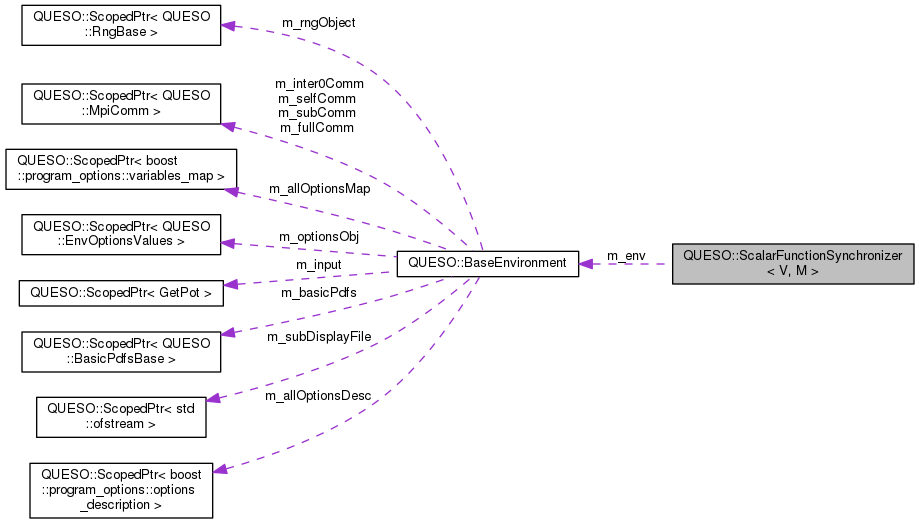 QUESO::ScopedPtr< QUESO
::RngBase >
m_rngObject
QUESO::ScopedPtr< QUESO
::MpiComm >
m_inter0Comm
m_selfComm
m_subComm
m_fullComm
QUESO::ScopedPtr< boost
::program_options::variables_map >
m_allOptionsMap
QUESO::ScopedPtr< QUESO
::EnvOptionsValues >
m_optionsObj
QUESO::ScopedPtr< GetPot >
m_input
QUESO::ScopedPtr< QUESO
::BasicPdfsBase >
m_basicPdfs
QUESO::ScopedPtr< std
::ofstream >
m_subDisplayFile
QUESO::ScopedPtr< boost
::program_options::options
_description >
m_allOptionsDesc
QUESO::BaseEnvironment
m_env
QUESO::ScalarFunctionSynchronizer
< V, M >